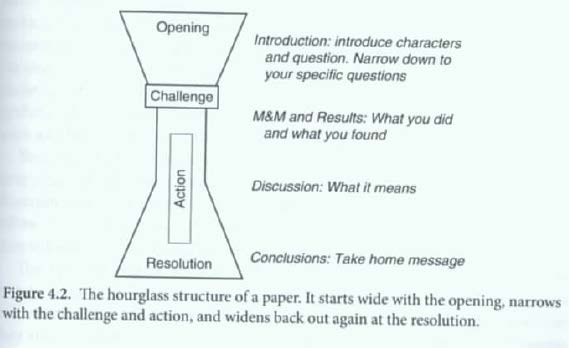 Opening
Introduction: introduce characters
and question. Narrow down to
your specific questions
Challenge
M&M and Results: What you did
and what you found
Action
Discussion: What it means
Resolution
Conclusions: Take home message
Figure 4.2. The hourglass structure of a paper. It starts wide with the opening, narrows
with the challenge and action, and widens back out again at the resolution.